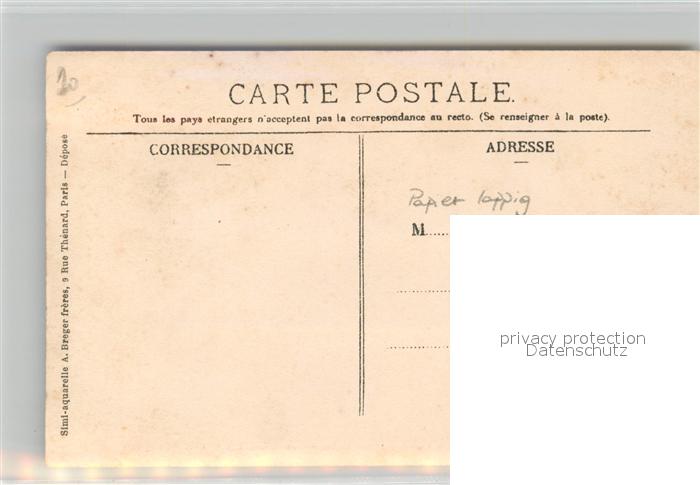 20
CARTE POSTALE.
Tous les pays etrangers n'acceptent pas la correspondance au recto. (Se renseigner à la poste).
CORRESPONDANCE
ADRESSE
Papier lappig
M
Simi-aquarelle A. Breger frères, 9 Rue Thénard, Paris — Déposé
privacy protection
Datenschutz